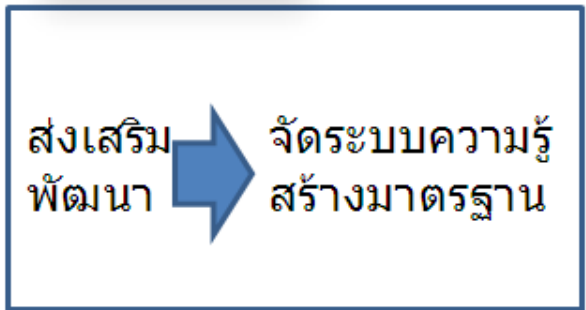 ส่งเสริม
พัฒนา
จัดระบบความรู้
สร้างมาตรฐาน